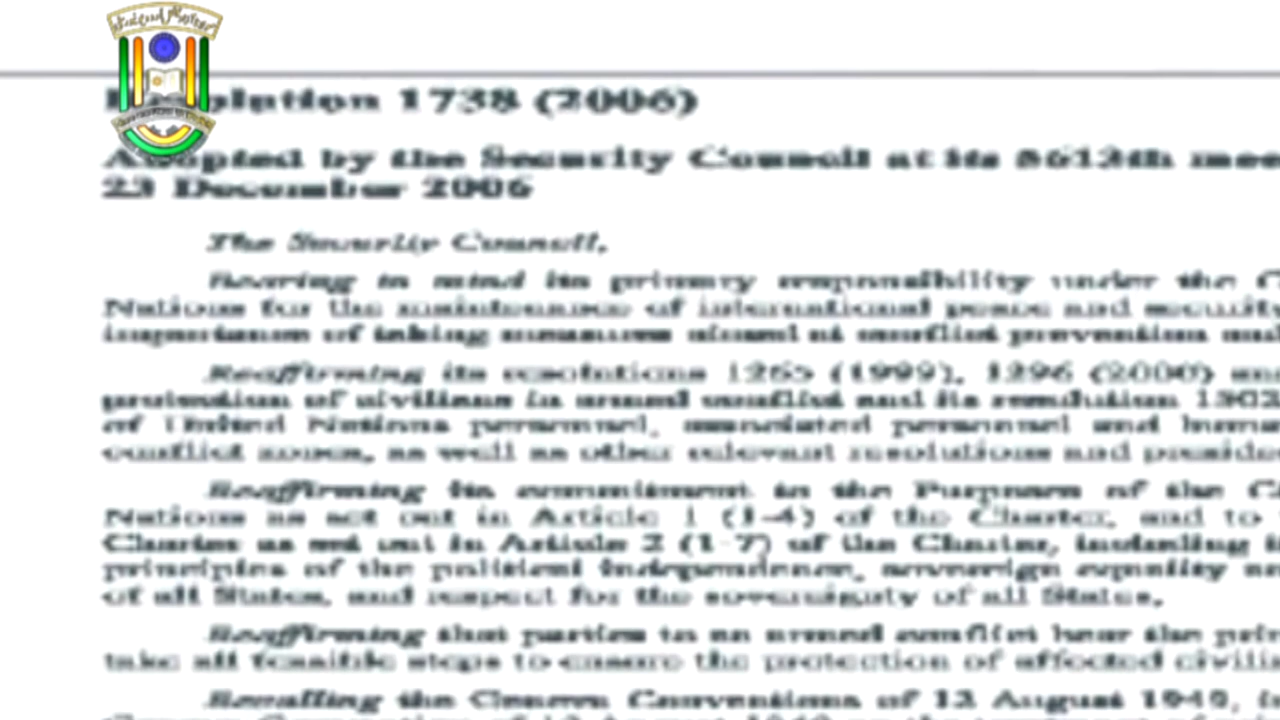 Resolution 1738 (2006)
Adopted by the Security Council at its 5613th
23 December 2006
The Security Council,
Bearing in mind its primary responsibility under the
Nations for the maintenance of international peace and security
importance of taking measures aimed at conflict prevention and
Reaffirming its resolutions 1265 (1999), 1296 (2000) and
protection of civilians in armed conflict and its resolution 1502
of United Nations personnel, associated personnel and
conflict zones, as well as other relevant resolutions and
Reaffirming its commitment to the Purposes of the
Nations as set out in Article 1 (1-4) of the Charter, and to
Charter as set out in Article 2 (1-7) of the Charter, including
principles of the political independence, sovereign equality
of all States, and respect for the sovereignty of all States,
Reaffirming that parties to an armed conflict bear the
take all feasible steps to ensure the protection of affected
Recalling the Geneva Conventions of 12 August 1949,